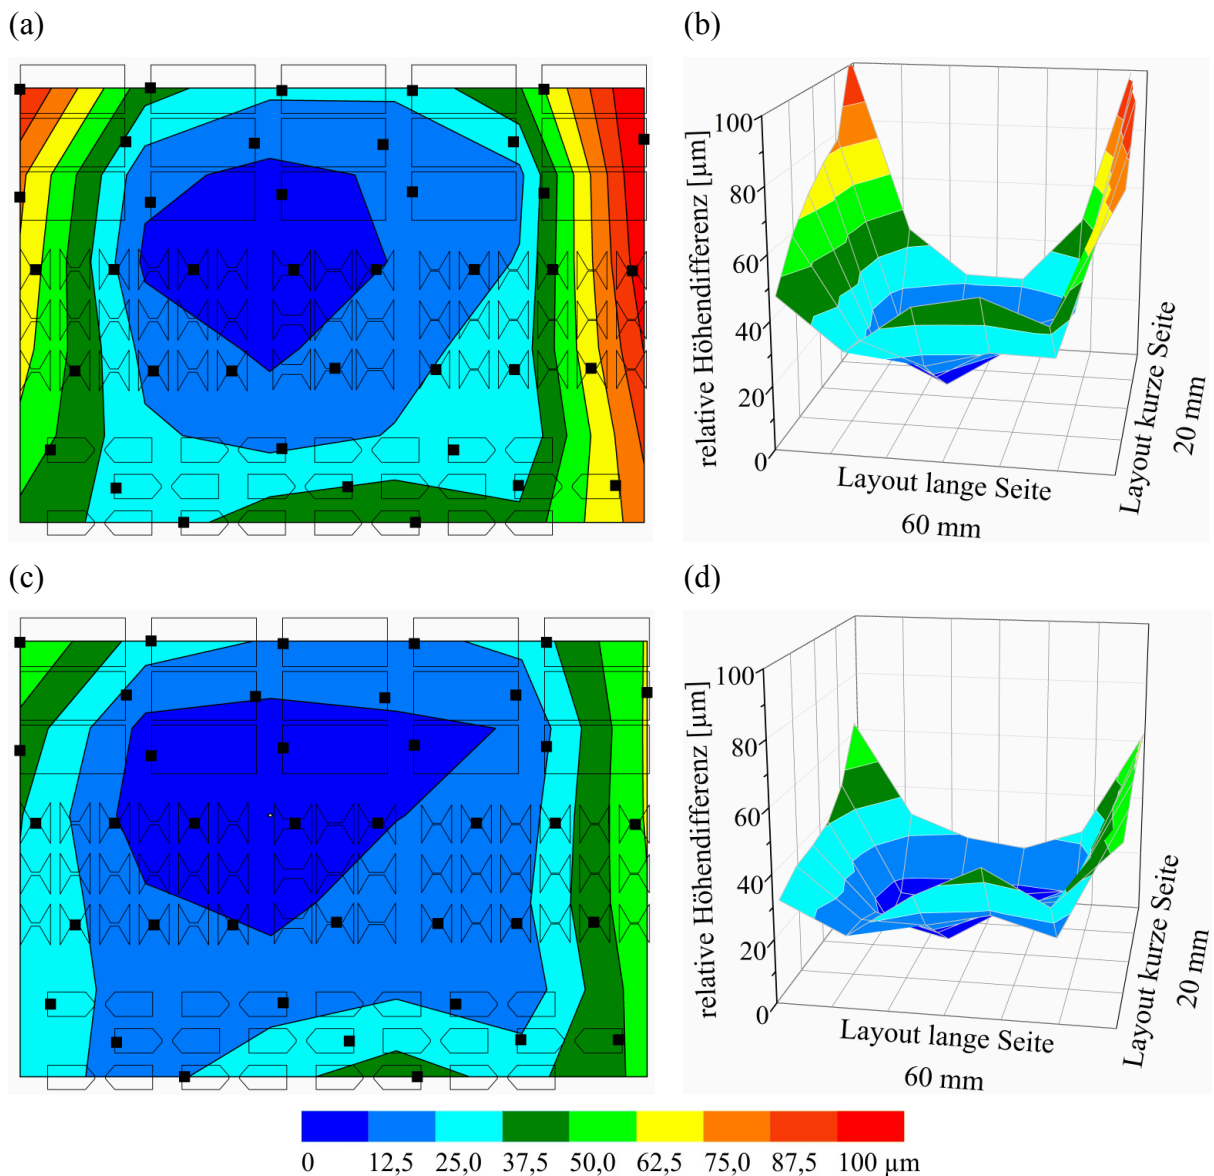 (a)
(b)
relative Höhendifferenz [µm]
100
80
60
40
20
0
Layout lange Seite
60 mm
Layout kurze Seite
20 mm
(c)
(d)
relative Höhendifferenz [µm]
100
80
60
40
20
0
Layout lange Seite
60 mm
Layout kurze Seite
20 mm
0 12,5 25,0 37,5 50,0 62,5 75,0 87,5 100 µm